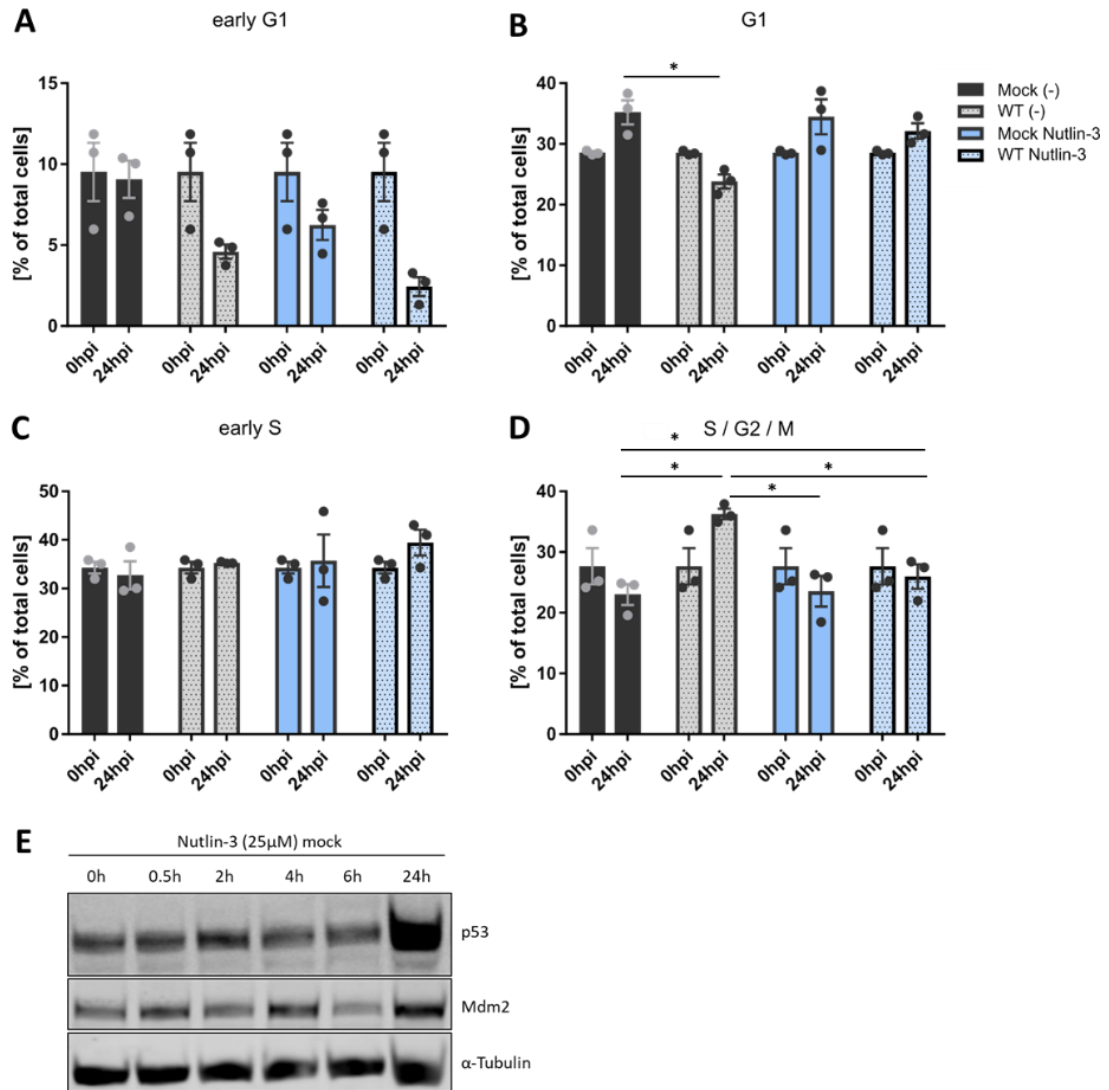 A
early G1
[% of total cells]
15
10
5
0
0hpi 24hpi 0hpi 24hpi 0hpi 24hpi 0hpi 24hpi
B
G1
*
[% of total cells]
40
30
20
10
0
0hpi 24hpi 0hpi 24hpi 0hpi 24hpi 0hpi 24hpi
Mock (-)
WT (-)
Mock Nutlin-3
WT Nutlin-3
C
early S
[% of total cells]
50
40
30
20
10
0
0hpi 24hpi 0hpi 24hpi 0hpi 24hpi 0hpi 24hpi
D
S / G2 / M
*
* *
*
[% of total cells]
40
30
20
10
0
0hpi 24hpi 0hpi 24hpi 0hpi 24hpi 0hpi 24hpi
E
Nutlin-3 (25µM) mock
0h 0.5h 2h 4h 6h 24h
p53
Mdm2
α-Tubulin